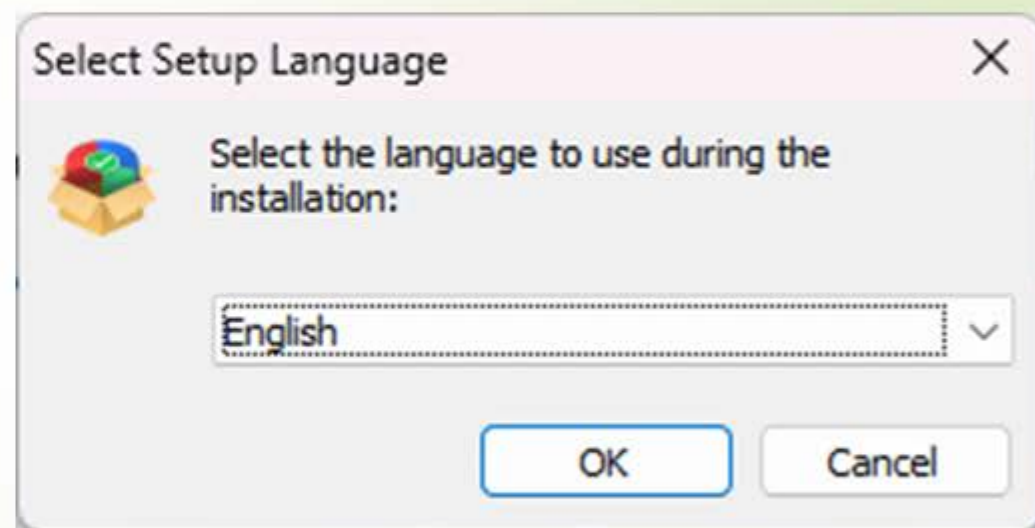 Select Setup Language
Select the language to use during the
installation:
English
OK
Cancel